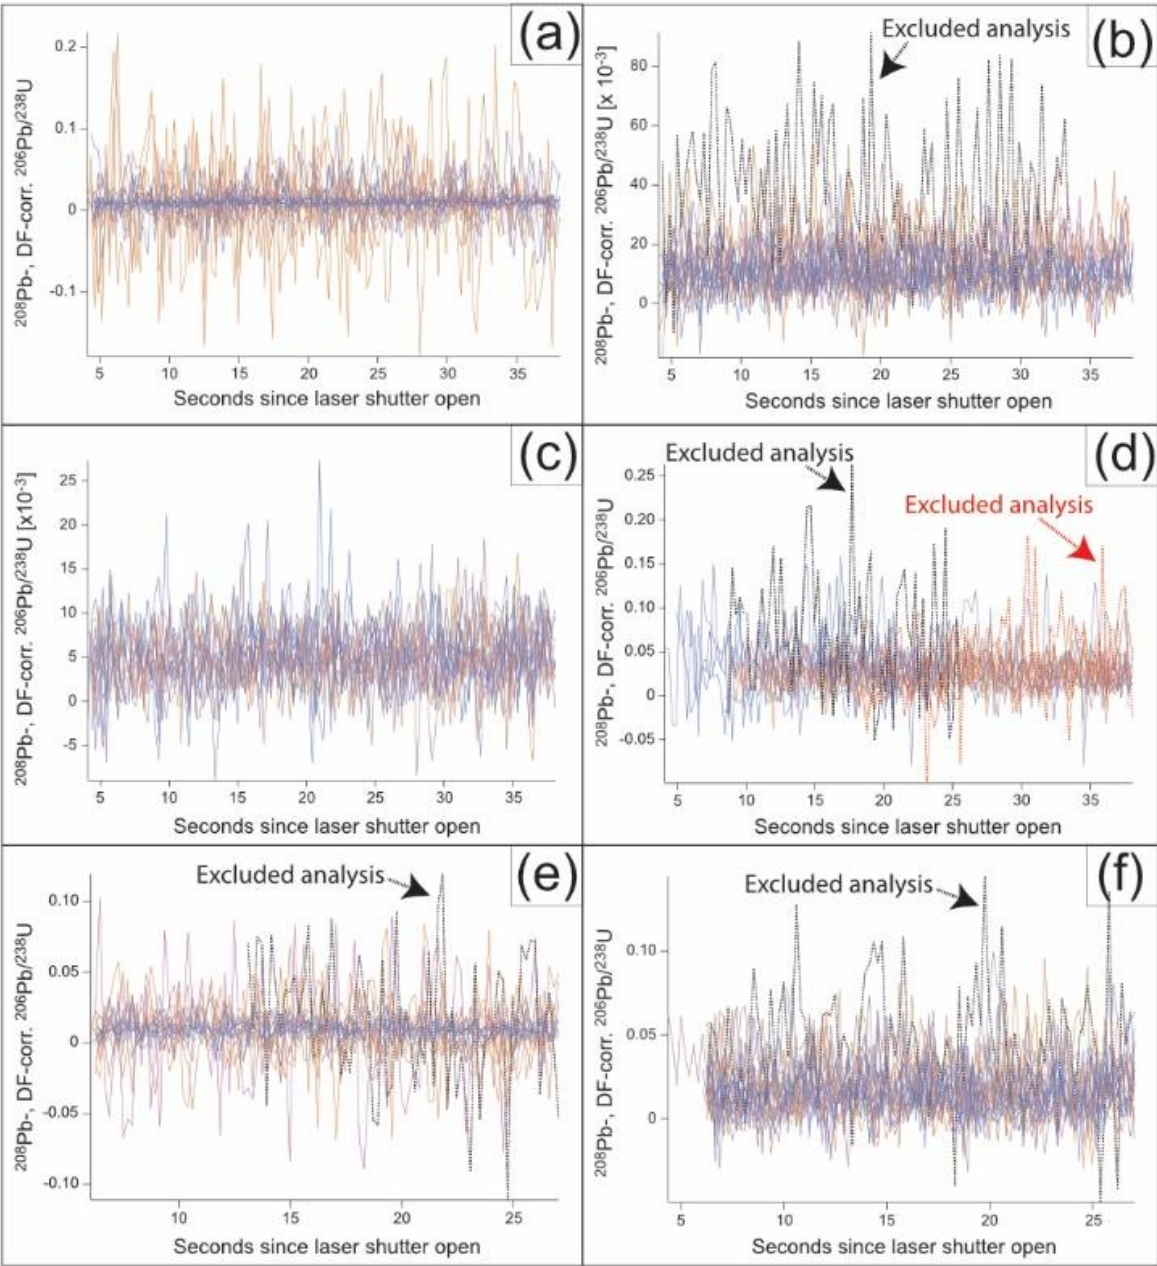 (a)
208Pb-, DF-corr. 206Pb/238U
0.2
0.1
0
-0.1
5 10 15 20 25 30 35
Seconds since laser shutter open
(b)
Excluded analysis
208Pb-, DF-corr. 206Pb/238U [x 10-3]
80
60
40
20
0
5 10 15 20 25 30 35
Seconds since laser shutter open
(c)
208Pb-, DF-corr. 206Pb/238U [x10-3]
25
20
15
10
5
0
-5
5 10 15 20 25 30 35
Seconds since laser shutter open
(d)
Excluded analysis
Excluded analysis
208Pb-, DF-corr. 206Pb/238U
0.25
0.20
0.15
0.10
0.05
0
-0.05
5 10 15 20 25 30 35
Seconds since laser shutter open
(e)
Excluded analysis
208Pb-, DF-corr. 206Pb/238U
0.10
0.05
0
-0.05
-0.10
10 15 20 25
Seconds since laser shutter open
(f)
Excluded analysis
208Pb-, DF-corr. 206Pb/238U
0.10
0.05
0
5 10 15 20 25
Seconds since laser shutter open